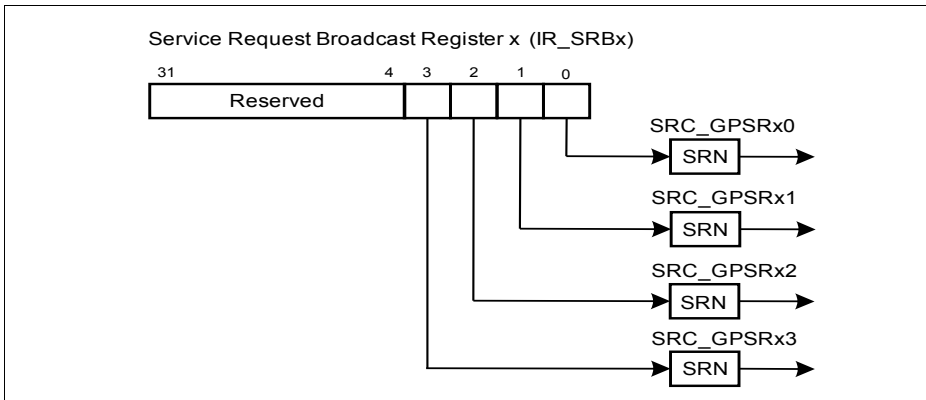 Service Request Broadcast Register x (IR_SRBx)
31 4 3 2 1 0
Reserved
SRC_GPSRx0
SRN
SRC_GPSRx1
SRN
SRC_GPSRx2
SRN
SRC_GPSRx3
SRN